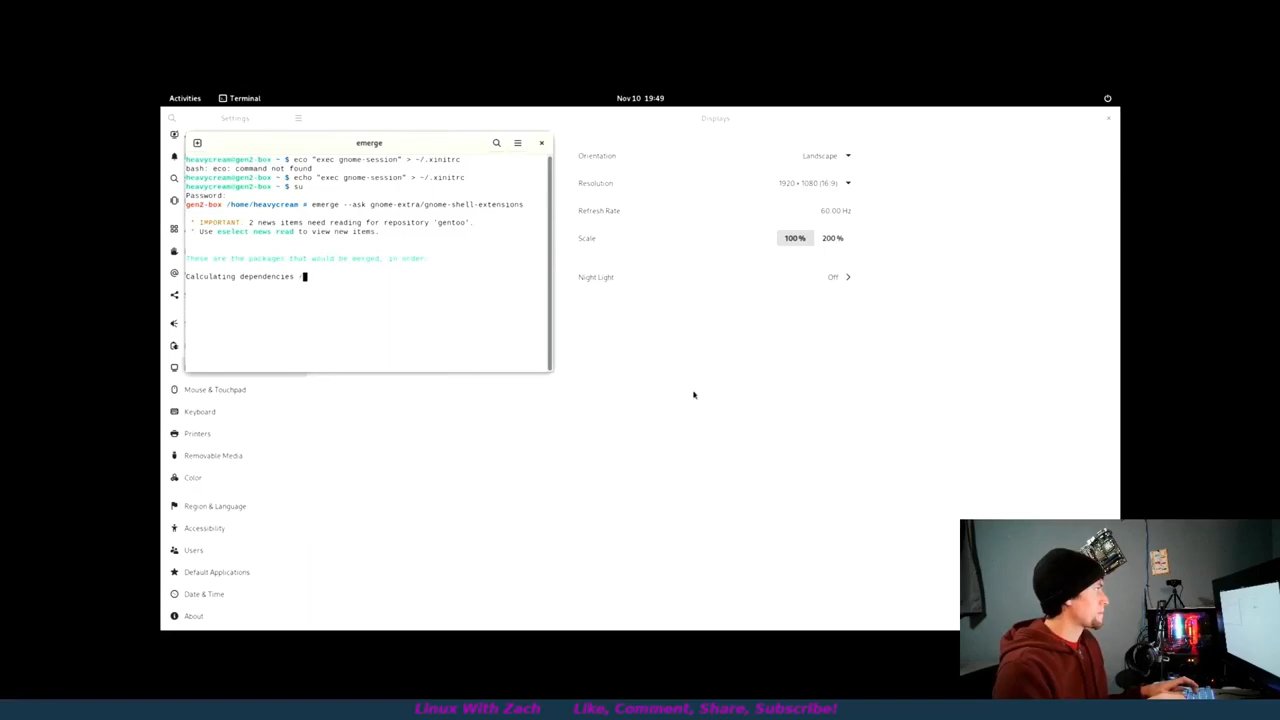 Activities
Terminal
Nov 10 19:49
Settings
Displays
emerge
heavycream@gen2-box ~ $ eco "exec gnome-session" > ~/.xinitrc
bash: eco: command not found
heavycream@gen2-box ~ $ echo "exec gnome-session" > ~/.xinitrc
heavycream@gen2-box ~ $ su
Password:
gen2-box /home/heavycream # emerge --ask gnome-extra/gnome-shell-extensions
* IMPORTANT: 2 news items need reading for repository 'gentoo'.
* Use eselect news read to view new items.
These are the packages that would be merged, in order:
Calculating dependencies
Orientation
Landscape
Resolution
1920 × 1080 (16:9)
Refresh Rate
60.00 Hz
Scale
100 %
200 %
Night Light
Off
Mouse & Touchpad
Keyboard
Printers
Removable Media
Color
Region & Language
Accessibility
Users
Default Applications
Date & Time
About
Linux With Zach
Like, Comment, Share, Subscribe!